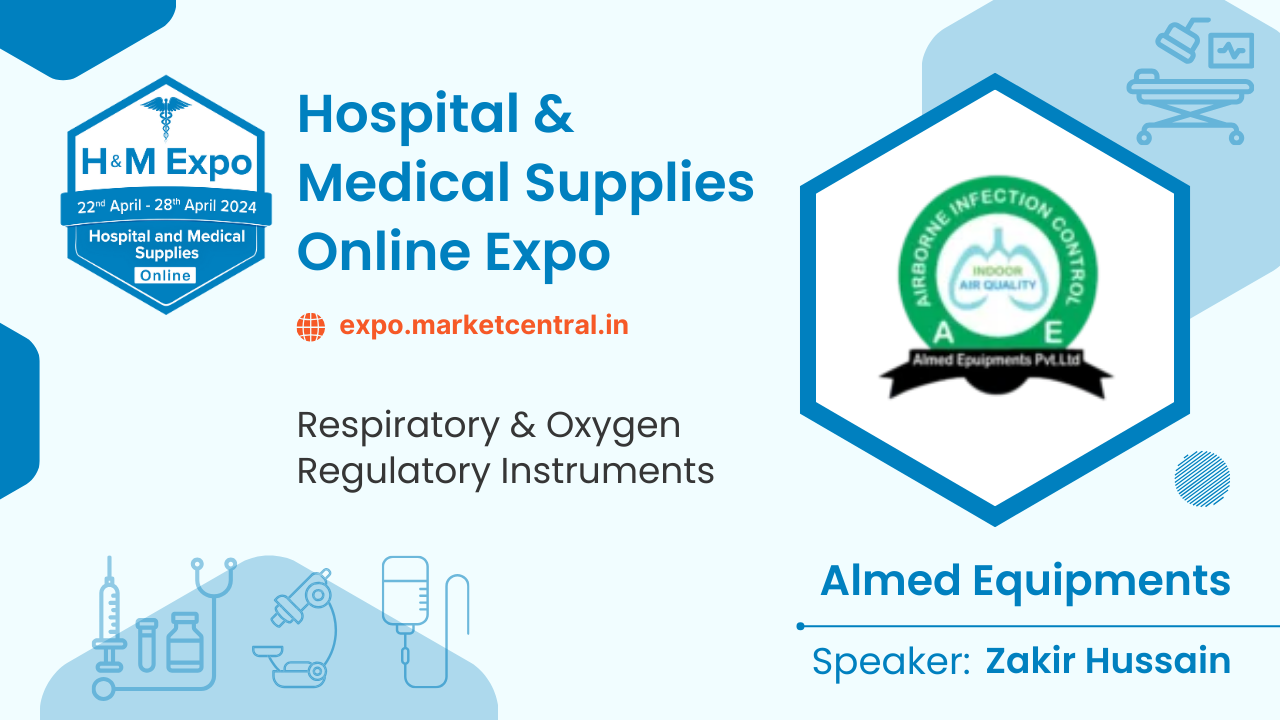 H&M Expo
22nd April - 28th April 2024
Hospital and Medical
Supplies
Online
Hospital &
Medical Supplies
Online Expo
expo.marketcentral.in
Respiratory & Oxygen
Regulatory Instruments
AIRBORNE INFECTION CONTROL
INDOOR
AIR QUALITY
A E
Almed Epuipments Pvt.Ltd
Almed Equipments
Speaker: Zakir Hussain